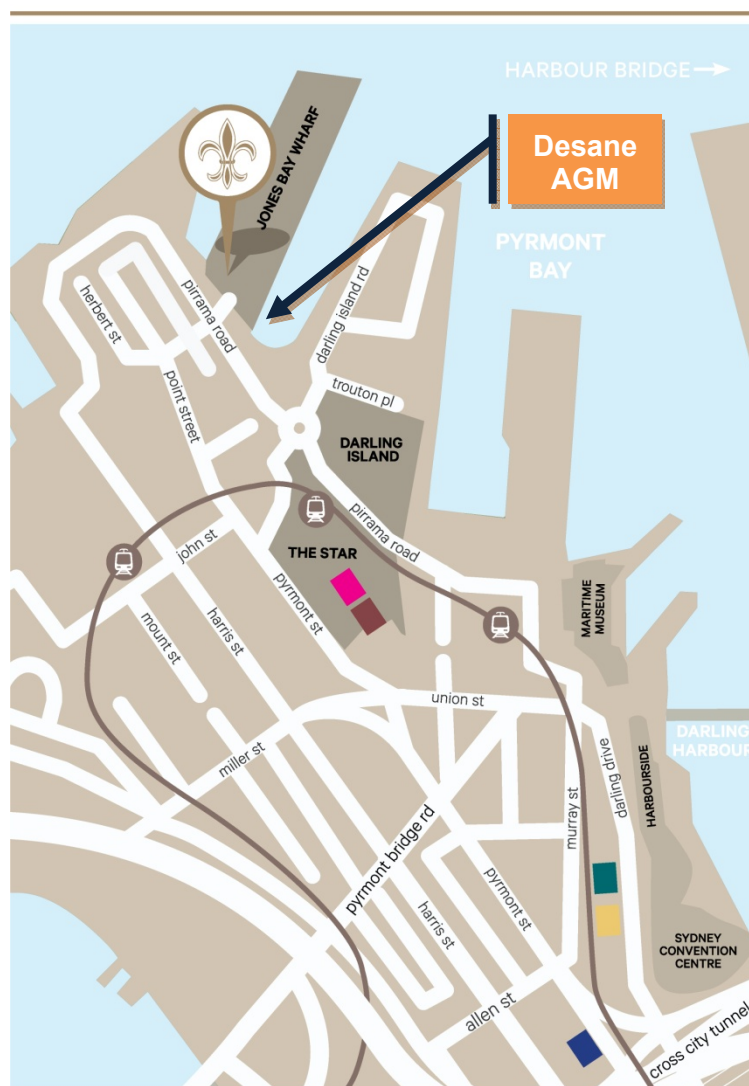 HARBOUR BRIDGE
Desane
AGM
JONES BAY WHARF
PYRMONT
BAY
herbert st
pirrama road
darling island rd
point street
trouton pl
DARLING
ISLAND
pirrama road
john st
THE STAR
pyrmont st
MARITIME
MUSEUM
mount st
harris st
union st
DARLING
HARBOUR
miller st
murray st
darling drive
HARBOURSIDE
pyrmont bridge rd
pyrmont st
harris st
SYDNEY
CONVENTION
CENTRE
allen st
cross city tunnel